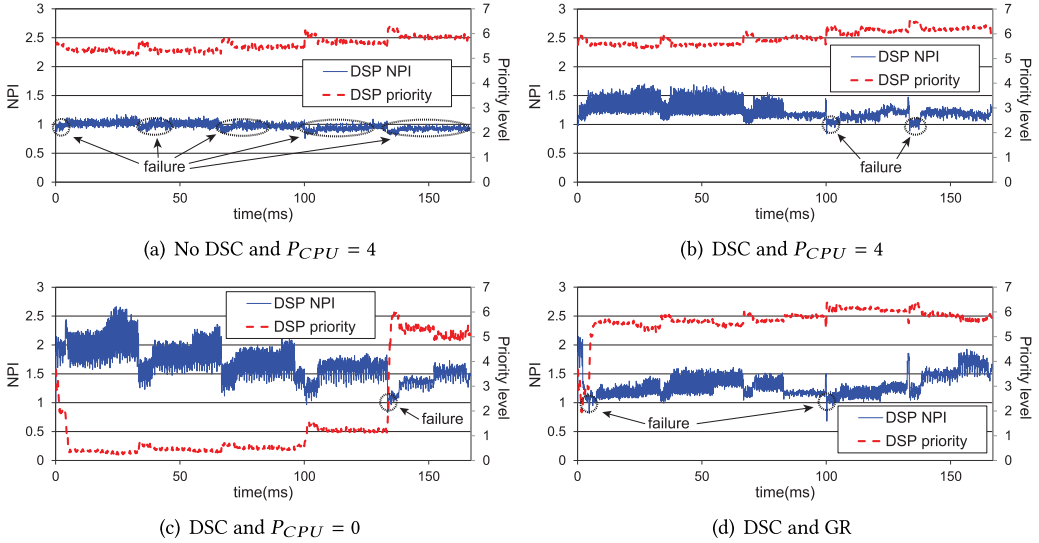 3
2.5
2
1.5
1
0.5
0
NPI
7
6
5
4
3
2
1
0
Priority level
DSP NPI
DSP priority
failure
0
50
100
150
time(ms)
(a) No DSC and P_CPU = 4
3
2.5
2
1.5
1
0.5
0
NPI
7
6
5
4
3
2
1
0
Priority level
DSP NPI
DSP priority
failure
0
50
100
150
time(ms)
(b) DSC and P_CPU = 4
3
2.5
2
1.5
1
0.5
0
NPI
7
6
5
4
3
2
1
0
Priority level
DSP NPI
DSP priority
failure
0
50
100
150
time(ms)
(c) DSC and P_CPU = 0
3
2.5
2
1.5
1
0.5
0
NPI
7
6
5
4
3
2
1
0
Priority level
failure
DSP NPI
DSP priority
0
50
100
150
time(ms)
(d) DSC and GR